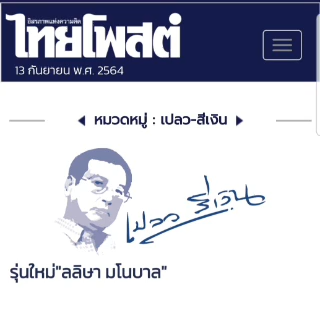 อิสรภาพแห่งความคิด
ไทยโพสต์
13 กันยายน พ.ศ. 2564
หมวดหมู่ : เปลว-สีเงิน
เปลว สีเงิน
รุ่นใหม่"ลลิษา มโนบาล"